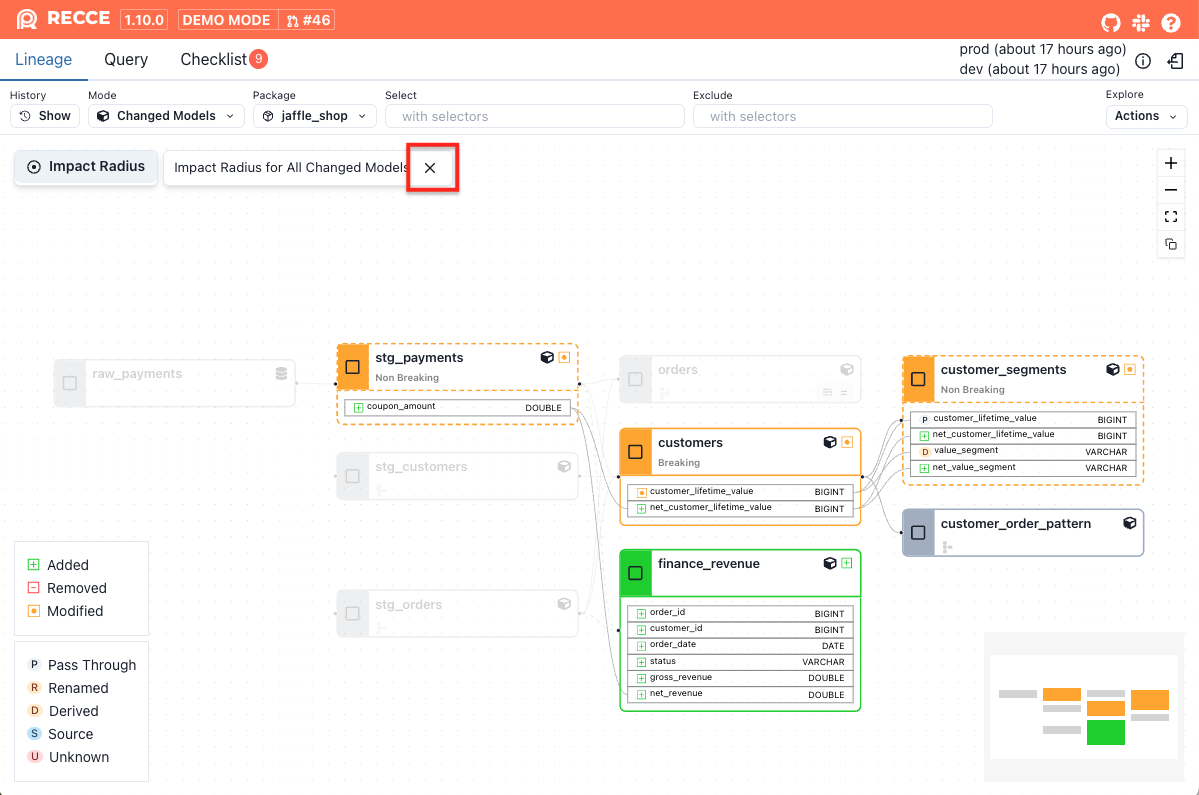 RECCE 1.10.0 DEMO MODE #46
Lineage Query Checklist 9
prod (about 17 hours ago)
dev (about 17 hours ago)
History Mode Package Select Exclude Explore
Show Changed Models jaffle_shop with selectors with selectors Actions
Impact Radius Impact Radius for All Changed Models
raw_payments
stg_payments
Non Breaking
coupon_amount DOUBLE
stg_customers
stg_orders
orders
customers
Breaking
customer_lifetime_value BIGINT
net_customer_lifetime_value BIGINT
finance_revenue
order_id BIGINT
customer_id BIGINT
order_date DATE
status VARCHAR
gross_revenue DOUBLE
net_revenue DOUBLE
customer_segments
Non Breaking
P customer_lifetime_value BIGINT
net_customer_lifetime_value BIGINT
D value_segment VARCHAR
net_value_segment VARCHAR
customer_order_pattern
Added
Removed
Modified
P Pass Through
R Renamed
D Derived
S Source
U Unknown